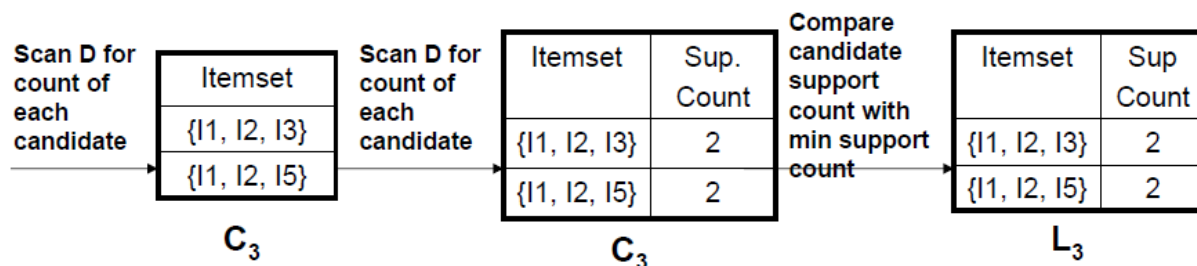 Scan D for
count of
each
candidate
Itemset
{I1, I2, I3}
{I1, I2, I5}
C3
Scan D for
count of
each
candidate
Itemset
Sup.
Count
{I1, I2, I3}
2
{I1, I2, I5}
2
C3
Compare
candidate
support
count with
min support
count
Itemset
Sup
Count
{I1, I2, I3}
2
{I1, I2, I5}
2
L3